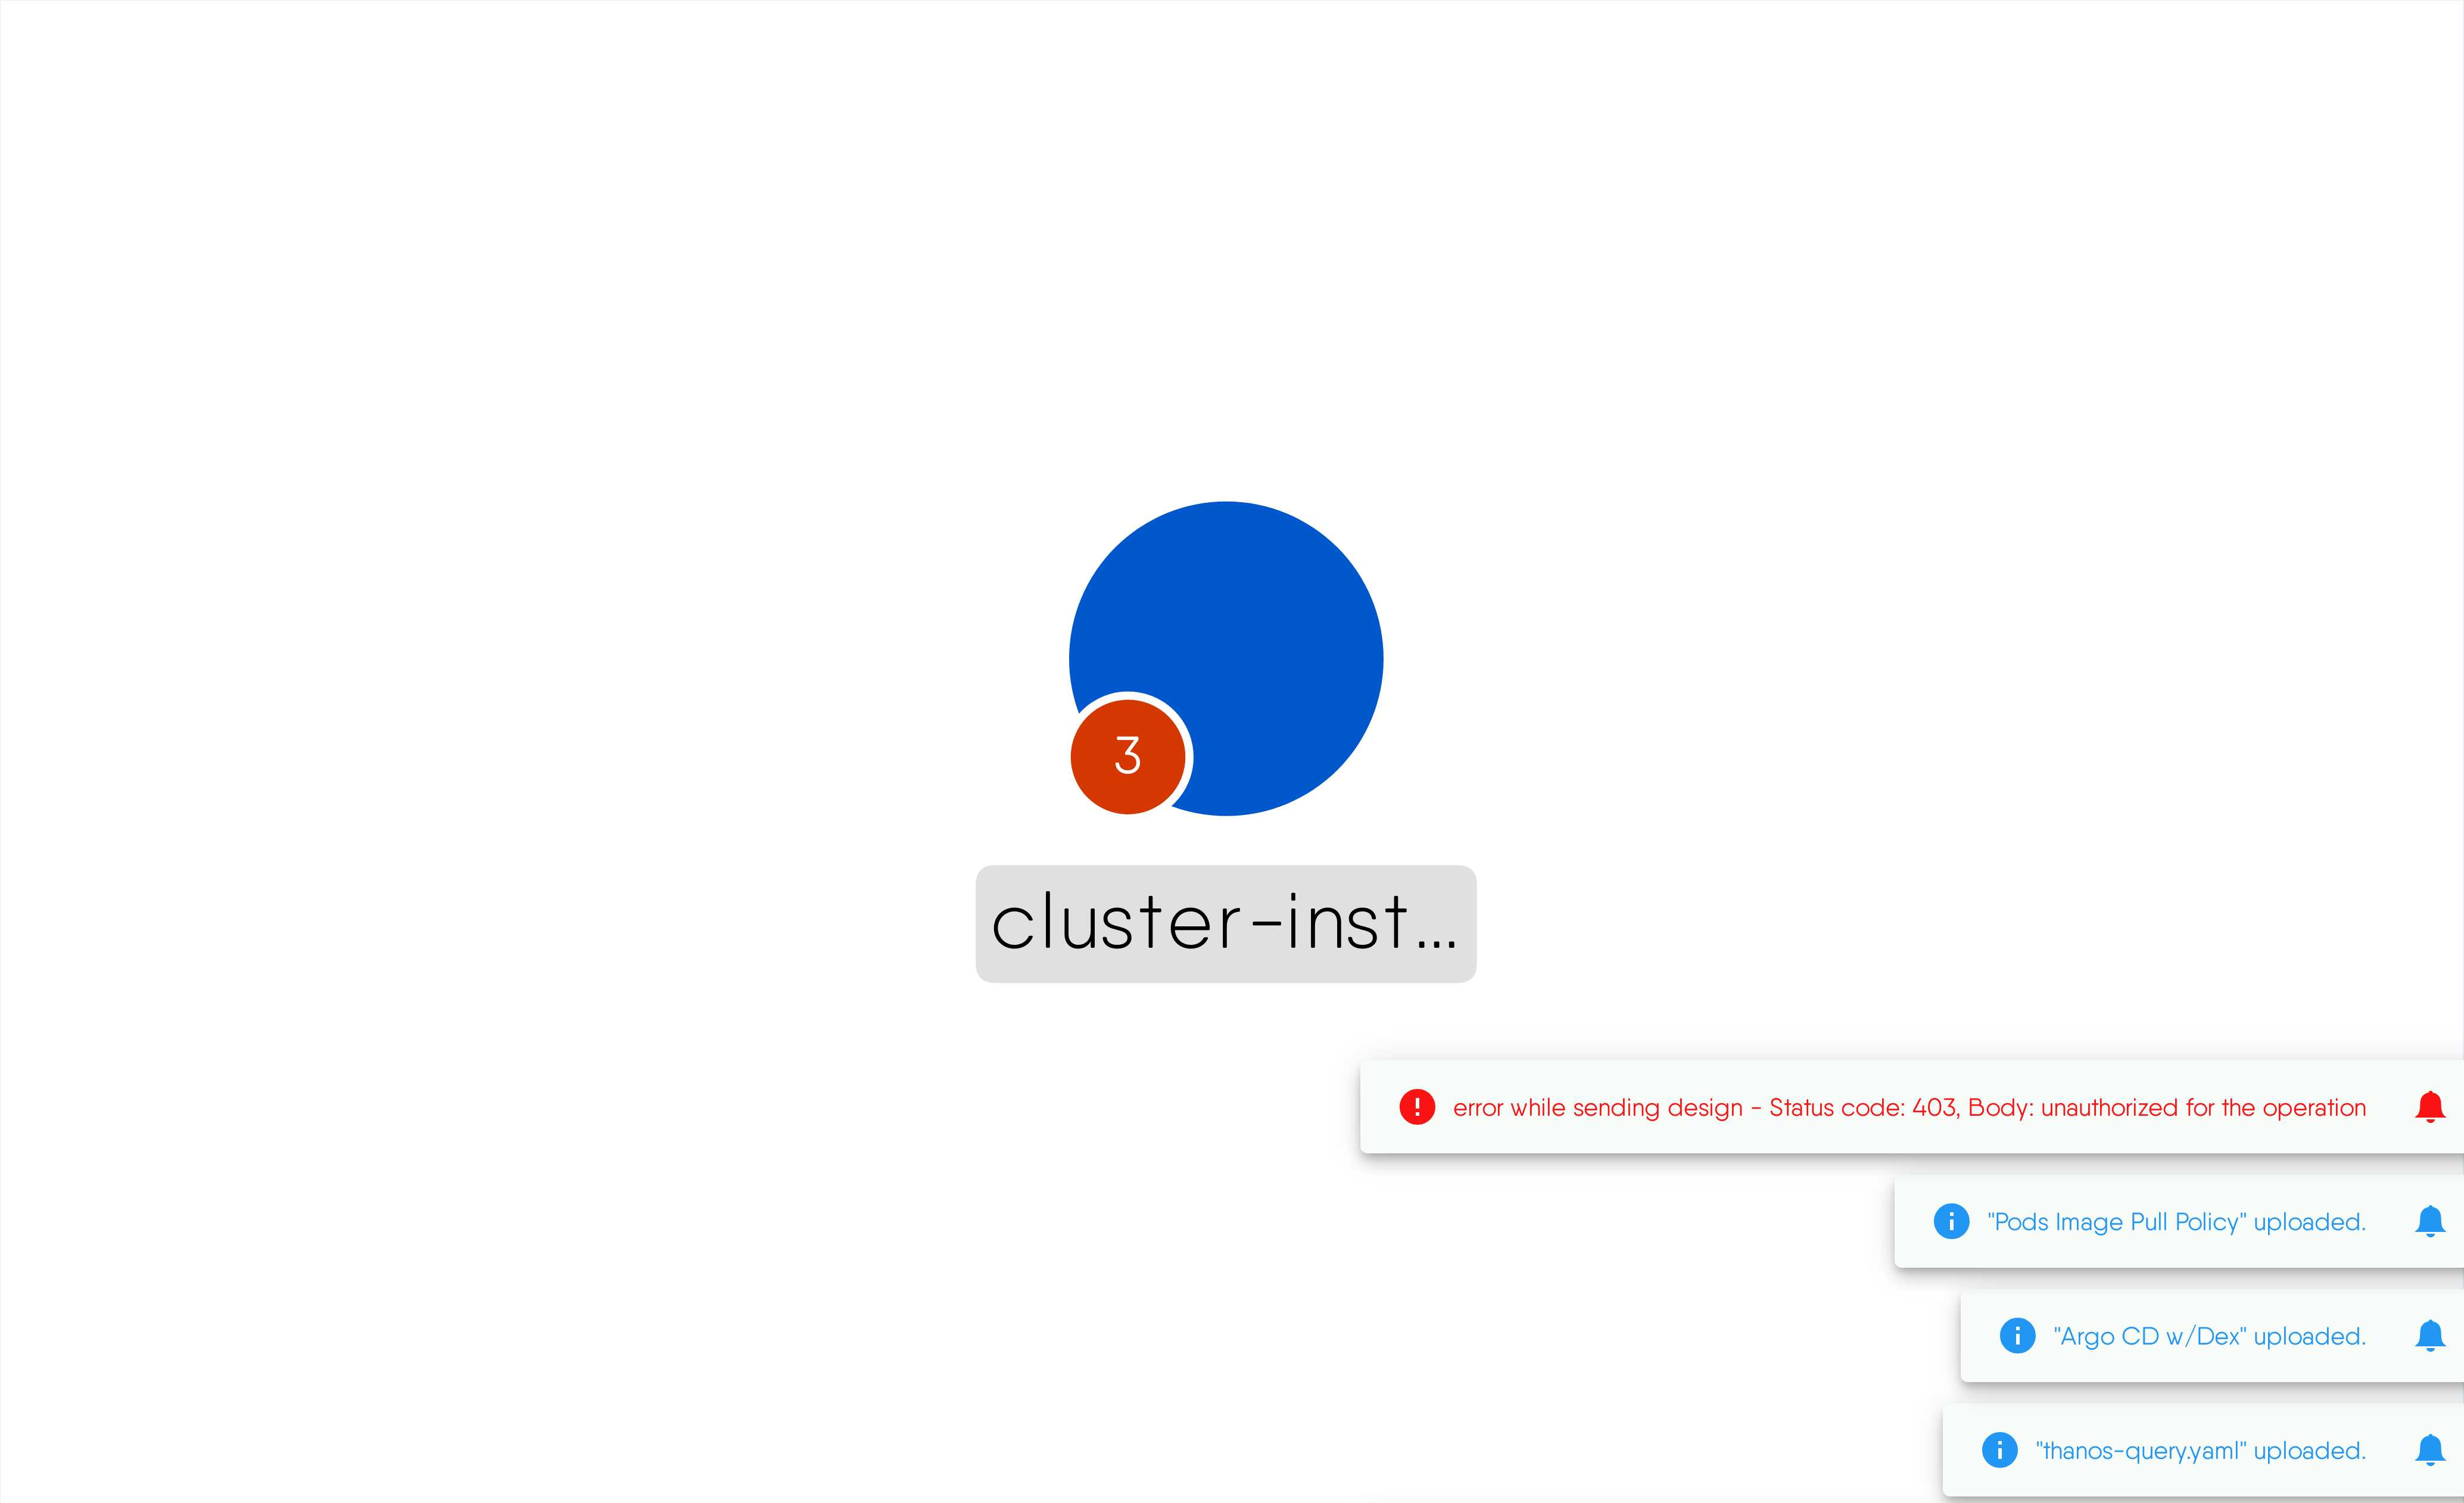 3
cluster-inst...
error while sending design - Status code: 403, Body: unauthorized for the operation
"Pods Image Pull Policy" uploaded.
"Argo CD w/Dex" uploaded.
"thanos-query.yaml" uploaded.